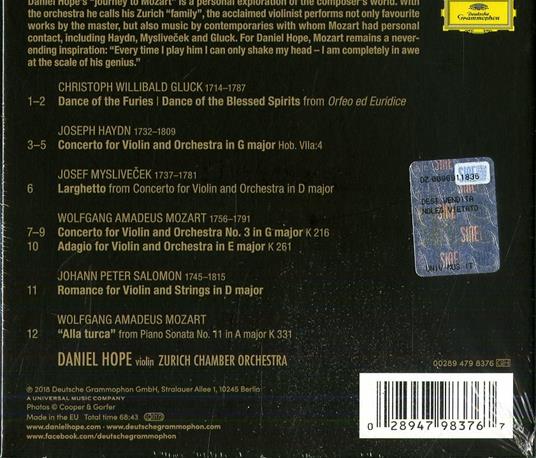 Daniel Hope's "Journey to Mozart" is a personal exploration of the composer's world. With
the orchestra he calls his Zurich "family", the acclaimed violinist performs not only favourite
works by the master, but also music by contemporaries with whom Mozart had personal
contact, including Haydn, Mysliveček and Gluck. For Daniel Hope, Mozart remains a never-
ending inspiration: "Every time I play him I can only shake my head – I am completely in awe
at the scale of his genius."
Deutsche
Grammophon
CHRISTOPH WILLIBALD GLUCK 1714–1787
1–2 Dance of the Furies | Dance of the Blessed Spirits from Orfeo ed Euridice
JOSEPH HAYDN 1732–1809
3–5 Concerto for Violin and Orchestra in G major Hob. VIIa:4
JOSEF MYSLIVEČEK 1737–1781
6 Larghetto from Concerto for Violin and Orchestra in D major
WOLFGANG AMADEUS MOZART 1756–1791
7–9 Concerto for Violin and Orchestra No. 3 in G major K 216
10 Adagio for Violin and Orchestra in E major K 261
JOHANN PETER SALOMON 1745–1815
11 Romance for Violin and Strings in D major
WOLFGANG AMADEUS MOZART
12 "Alla turca" from Piano Sonata No. 11 in A major K 331
DANIEL HOPE violin ZURICH CHAMBER ORCHESTRA
DZ 0096911836
DEST VENDITA
NOLEG VIETATO
UNIV MUS IT
00289 479 8376
℗ 2018 Deutsche Grammophon GmbH, Stralauer Allee 1, 10245 Berlin
A UNIVERSAL MUSIC COMPANY
Photos © Cooper & Gorfer
Made in the EU Total time 68:43
www.danielhope.com www.deutschegrammophon.com
www.facebook.com/deutschegrammophon
0 28947 98376 7